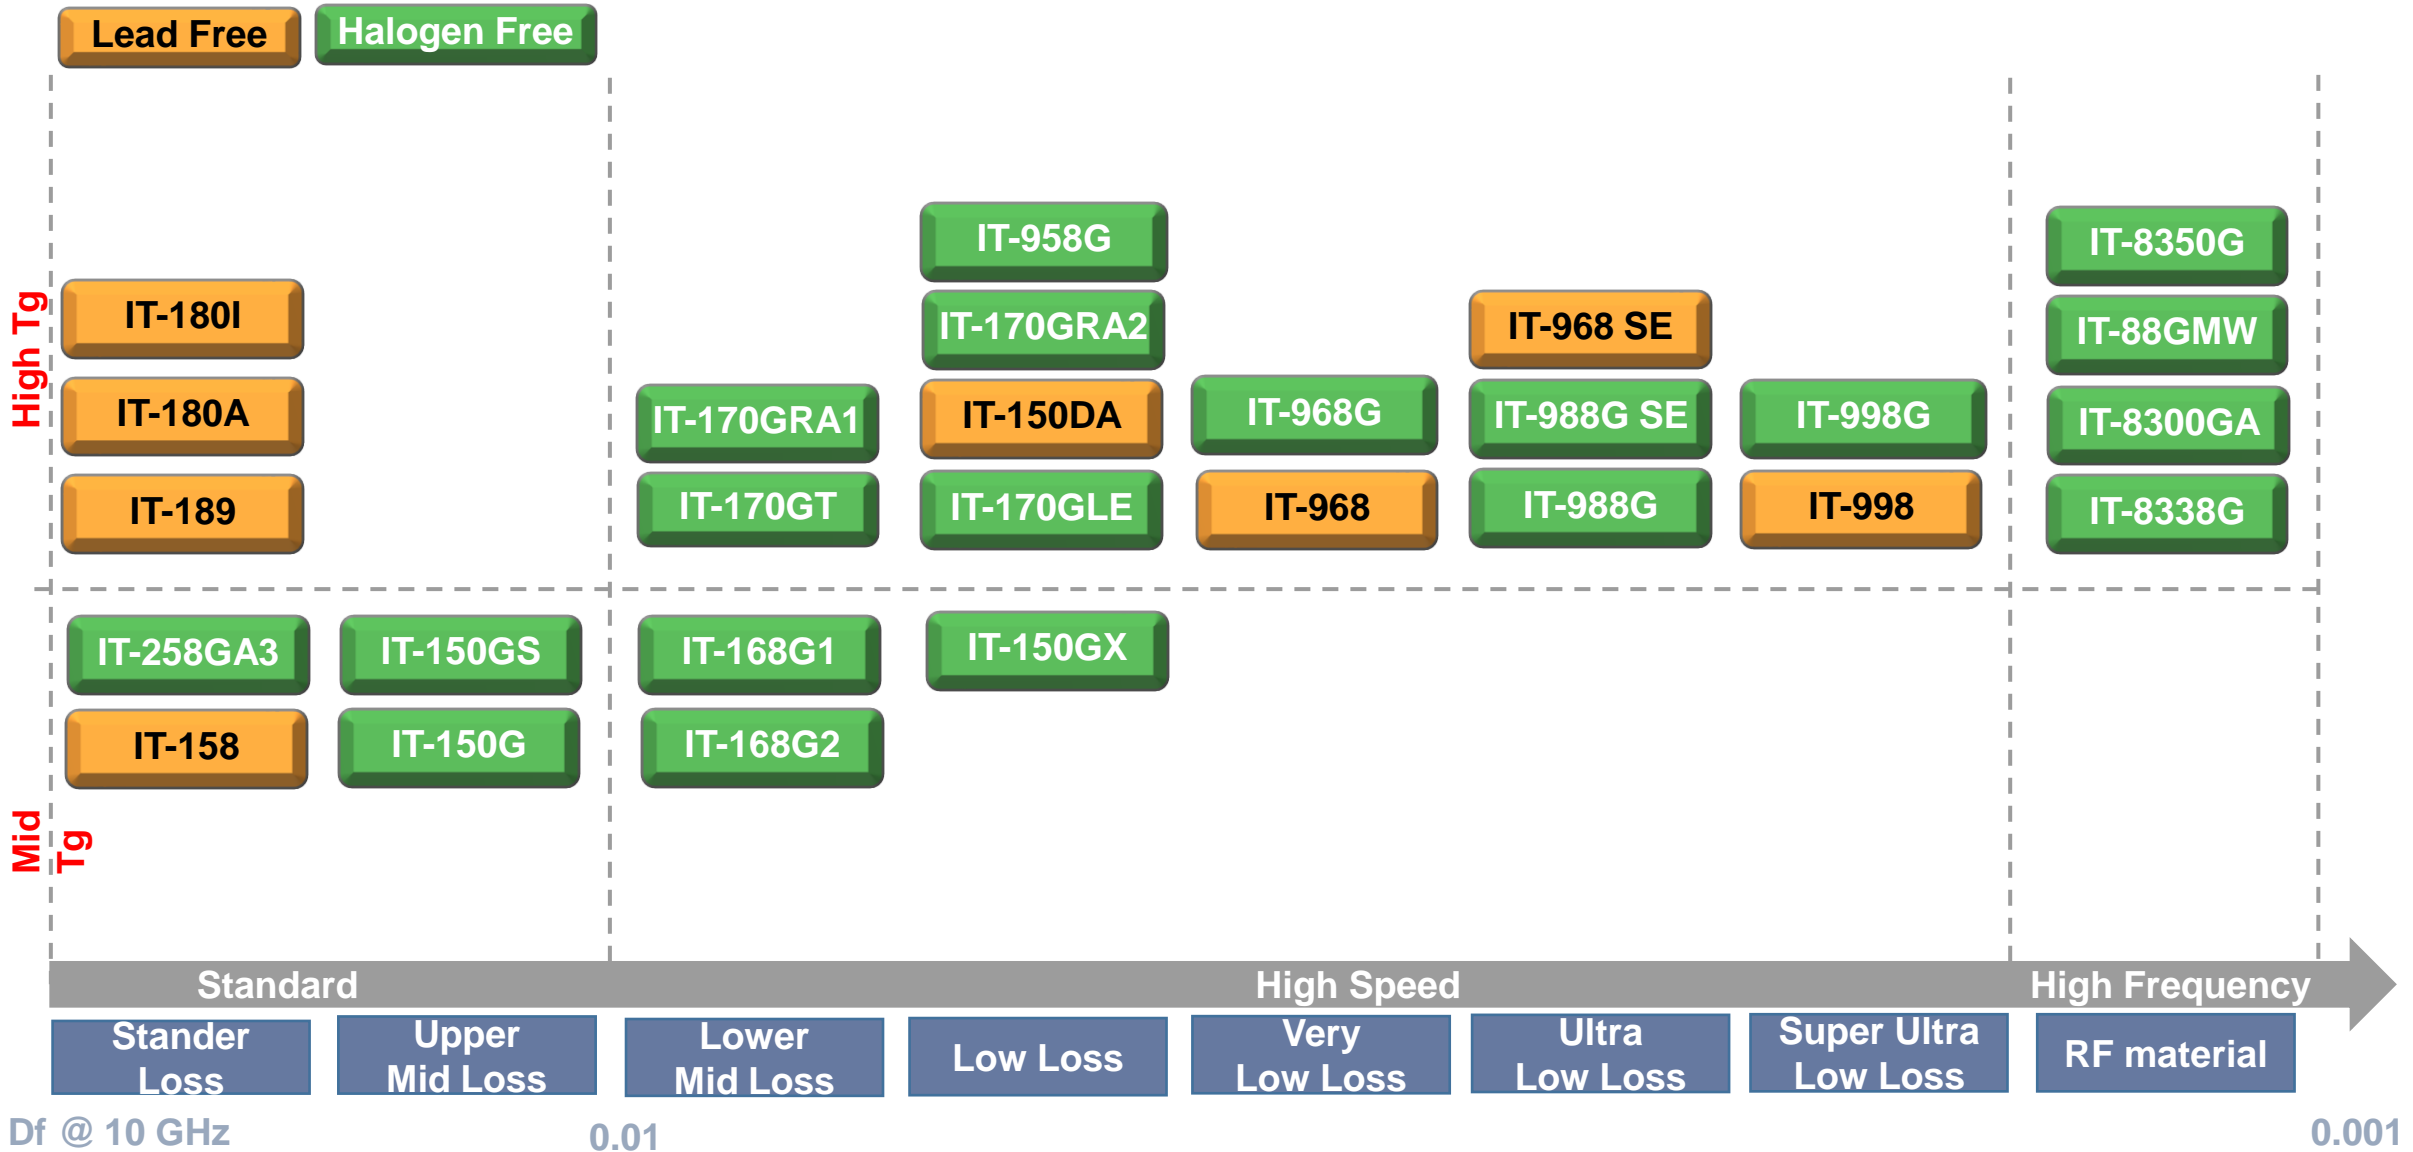 Lead Free
Halogen Free
High Tg
IT-958G
IT-8350G
IT-180I
IT-170GRA2
IT-968 SE
IT-88GMW
IT-180A
IT-170GRA1
IT-150DA
IT-968G
IT-988G SE
IT-998G
IT-8300GA
IT-189
IT-170GT
IT-170GLE
IT-968
IT-988G
IT-998
IT-8338G
Mid
Tg
IT-258GA3
IT-150GS
IT-168G1
IT-150GX
IT-158
IT-150G
IT-168G2
Standard
High Speed
High Frequency
Stander
Loss
Upper
Mid Loss
Lower
Mid Loss
Low Loss
Very
Low Loss
Ultra
Low Loss
Super Ultra
Low Loss
RF material
Df @ 10 GHz
0.01
0.001